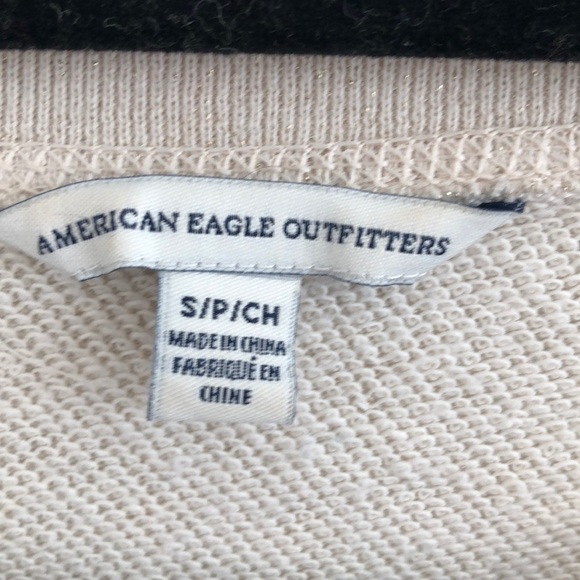 AMERICAN EAGLE OUTFITTERS
S/P/CH
MADE IN CHINA
FABRIQUÉ EN
CHINE